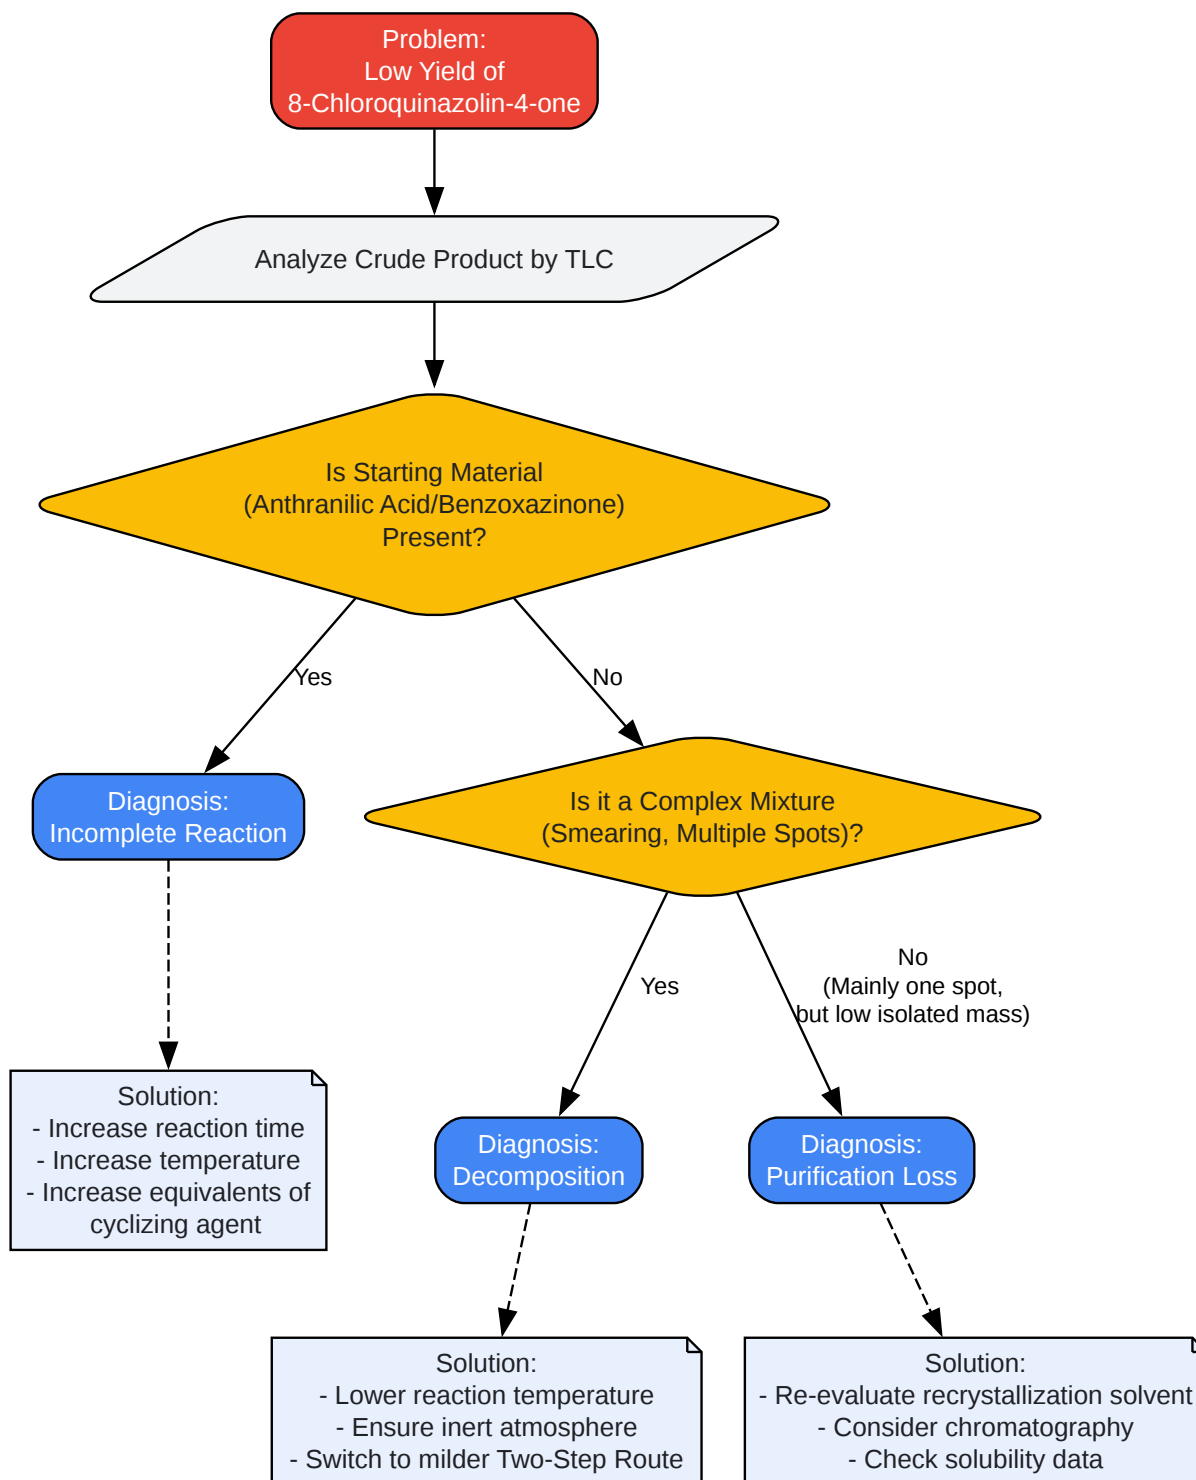 Problem:
Low Yield of
8-Chloroquinazolin-4-one
Analyze Crude Product by TLC
Is Starting Material
(Anthranilic Acid/Benzoxazinone)
Present?
Yes
No
Diagnosis:
Incomplete Reaction
Is it a Complex Mixture
(Smearing, Multiple Spots)?
Yes
No
(Mainly one spot,
but low isolated mass)
Solution:
- Increase reaction time
- Increase temperature
- Increase equivalents of
cyclizing agent
Diagnosis:
Decomposition
Diagnosis:
Purification Loss
Solution:
- Lower reaction temperature
- Ensure inert atmosphere
- Switch to milder Two-Step Route
Solution:
- Re-evaluate recrystallization solvent
- Consider chromatography
- Check solubility data